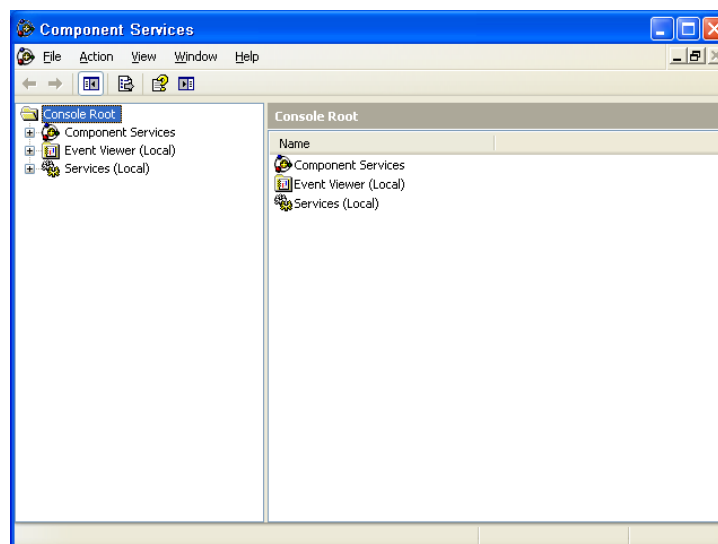 Component Services
File Action View Window Help
Console Root
Component Services
Event Viewer (Local)
Services (Local)
Console Root
Name
Component Services
Event Viewer (Local)
Services (Local)